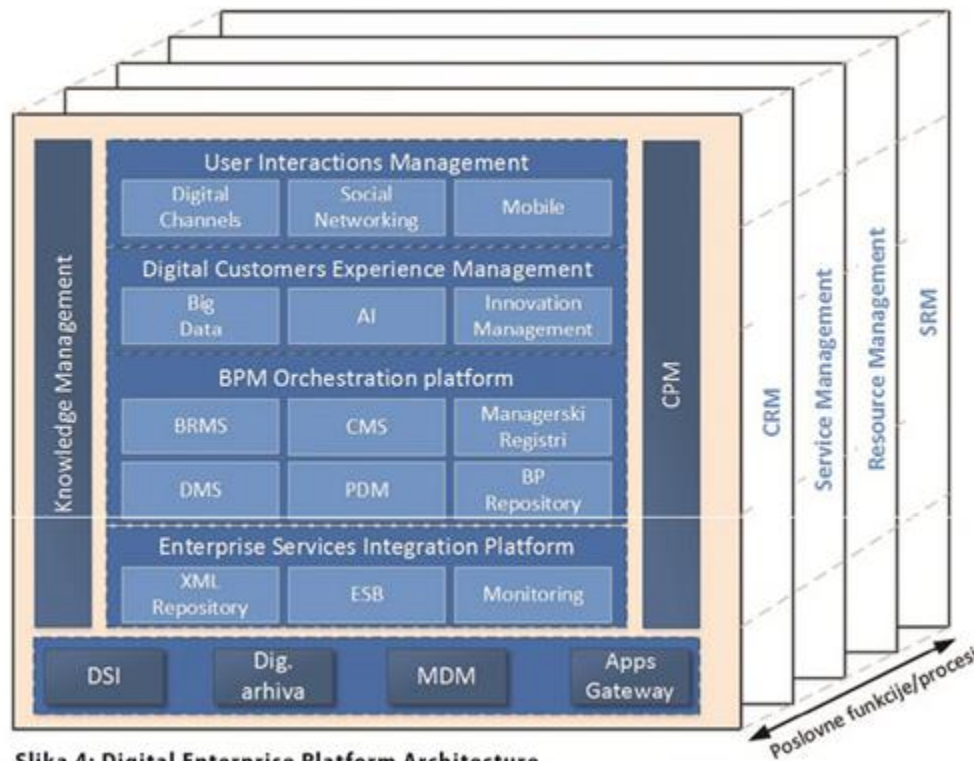 User Interactions Management
Digital
Channels
Social
Networking
Mobile
Digital Customers Experience Management
Big
Data
AI
Innovation
Management
BPM Orchestration platform
BRMS
CMS
Managerski
Registri
DMS
PDM
BP
Repository
Enterprise Services Integration Platform
XML
Repository
ESB
Monitoring
Knowledge Management
CPM
DSI
Dig.
arhiva
MDM
Apps
Gateway
CRM
Service Management
Resource Management
SRM
Poslovne funkcije/procesi
Slika 4: Digital Enterprise Platform Architecture